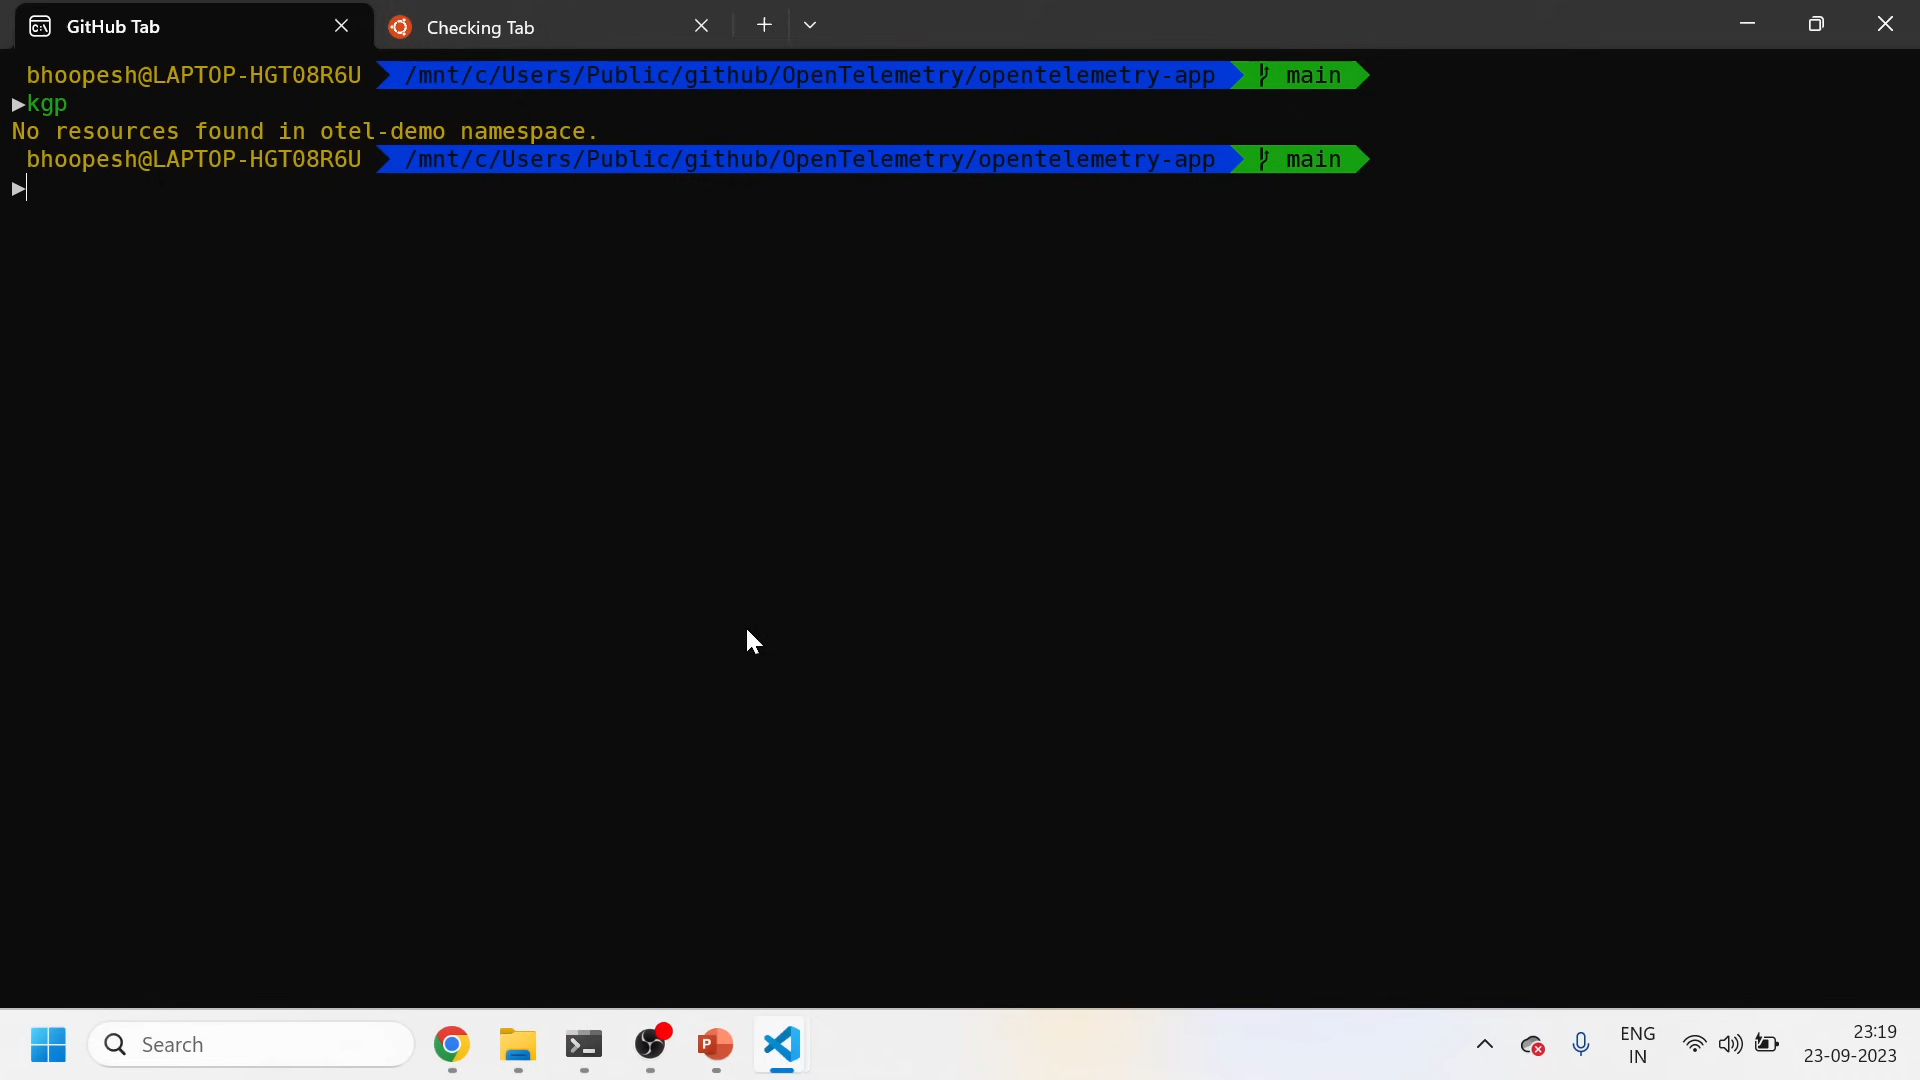 GitHub Tab
Checking Tab
bhoopesh@LAPTOP-HGT08R6U /mnt/c/Users/Public/github/OpenTelemetry/opentelemetry-app main
▶kgp
No resources found in otel-demo namespace.
bhoopesh@LAPTOP-HGT08R6U /mnt/c/Users/Public/github/OpenTelemetry/opentelemetry-app main
▶
Search
ENG
IN
23:19
23-09-2023